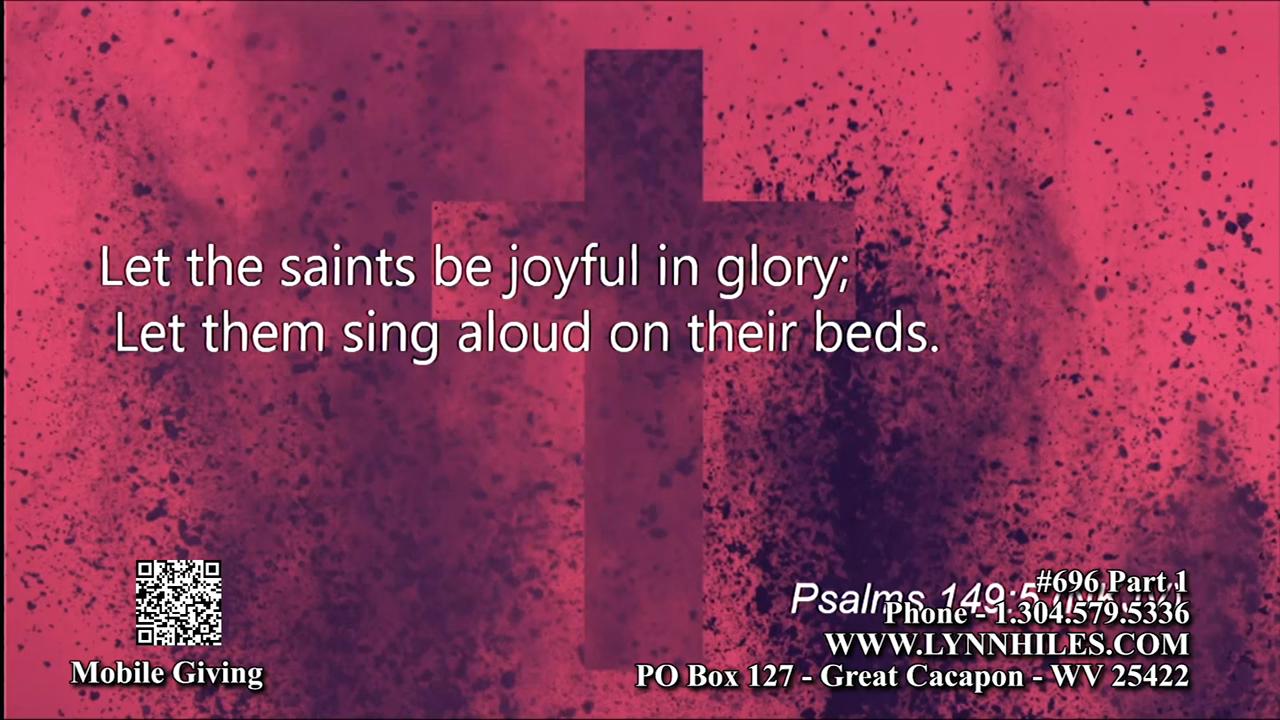 Let the saints be joyful in glory;
Let them sing aloud on their beds.
Psalms 149:5
#696 Part 1
Phone - 1.304.579.5336
WWW.LYNNHILES.COM
PO Box 127 - Great Cacapon - WV 25422
Mobile Giving